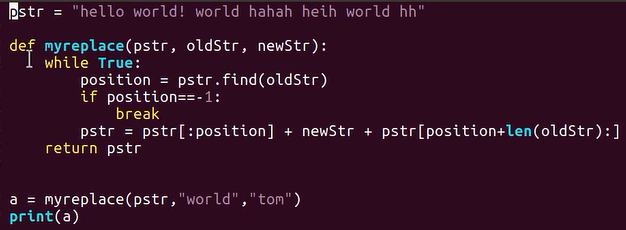 pstr = "hello world! world hahah heih world hh"
def myreplace(pstr, oldStr, newStr):
    while True:
        position = pstr.find(oldStr)
        if position==-1:
            break
        pstr = pstr[:position] + newStr + pstr[position+len(oldStr):]
    return pstr
a = myreplace(pstr,"world","tom")
print(a)